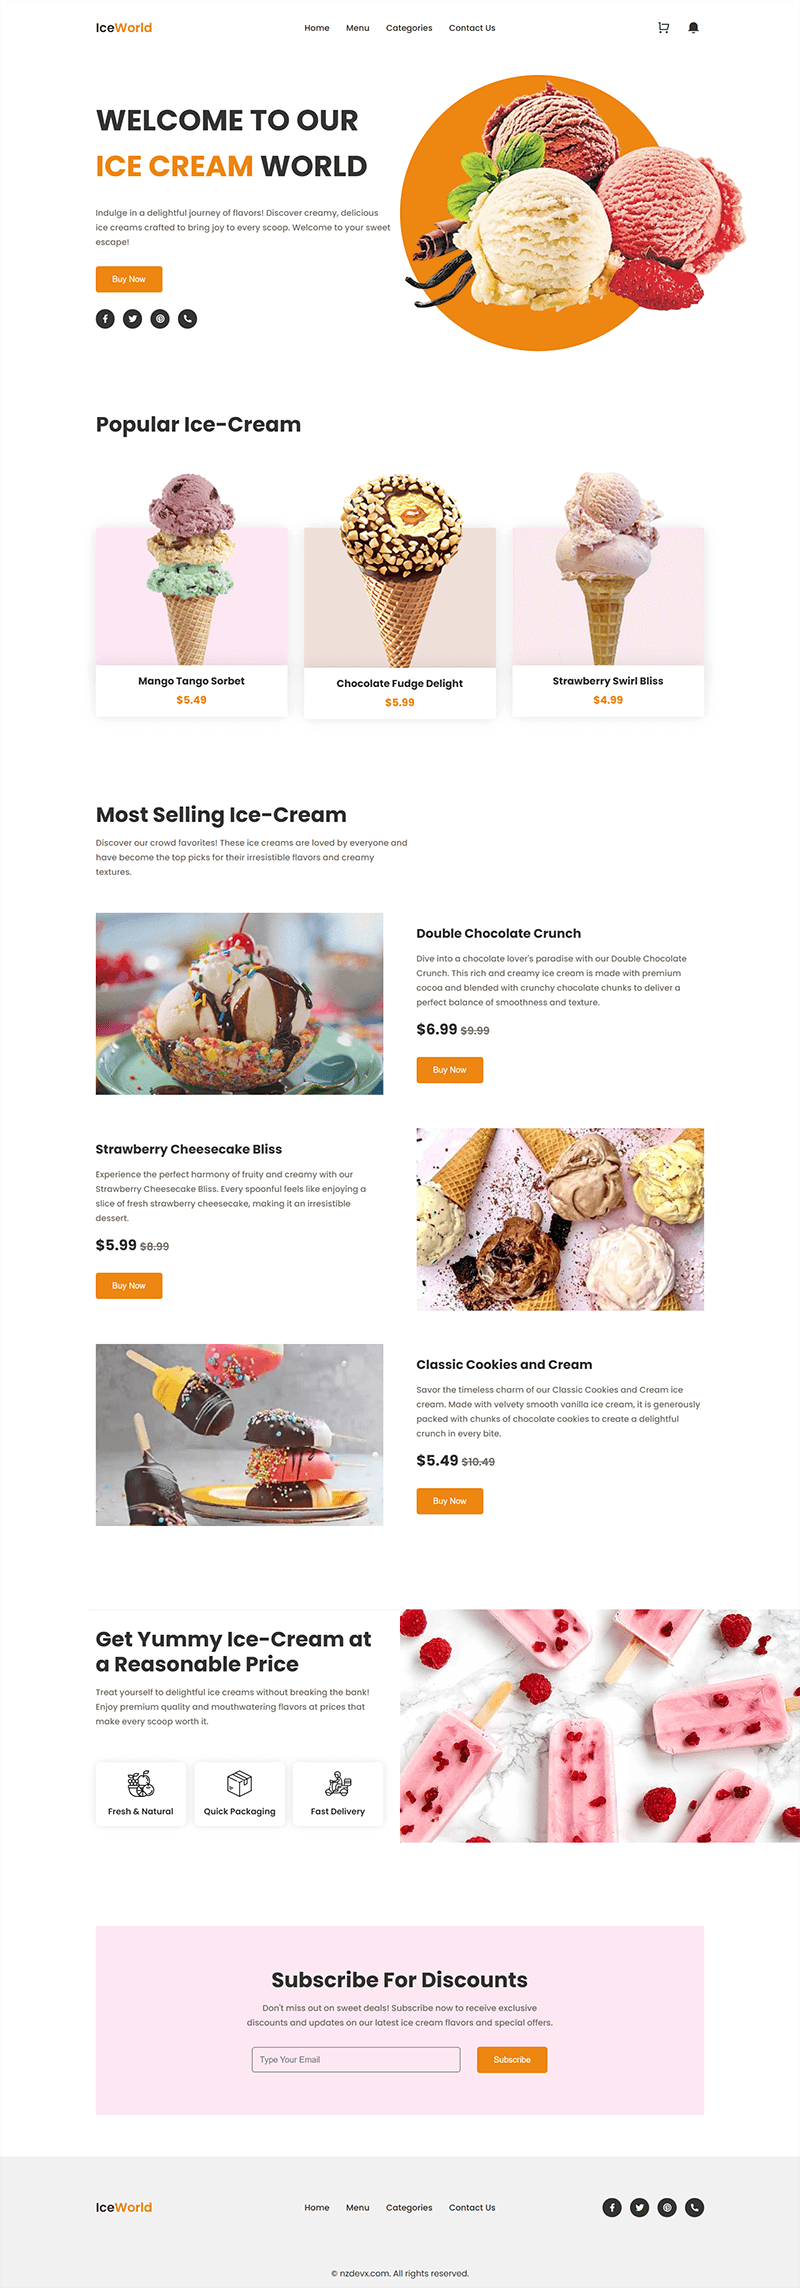 IceWorld
Home Menu Categories Contact Us
WELCOME TO OUR
ICE CREAM WORLD
Indulge in a delightful journey of flavors! Discover creamy, delicious
ice creams crafted to bring joy to every scoop. Welcome to your sweet
escape!
Buy Now
Popular Ice-Cream
Mango Tango Sorbet
$5.49
Chocolate Fudge Delight
$5.99
Strawberry Swirl Bliss
$4.99
Most Selling Ice-Cream
Discover our crowd favorites! These ice creams are loved by everyone and
have become the top picks for their irresistible flavors and creamy
textures.
Double Chocolate Crunch
Dive into a chocolate lover's paradise with our Double Chocolate
Crunch. This rich and creamy ice cream is made with premium
cocoa and blended with crunchy chocolate chunks to deliver a
perfect balance of smoothness and texture.
$6.99 $9.99
Buy Now
Strawberry Cheesecake Bliss
Experience the perfect harmony of fruity and creamy with our
Strawberry Cheesecake Bliss. Every spoonful feels like enjoying a
slice of fresh strawberry cheesecake, making it an irresistible
dessert.
$5.99 $8.99
Buy Now
Classic Cookies and Cream
Savor the timeless charm of our Classic Cookies and Cream ice
cream. Made with velvety smooth vanilla ice cream, it is generously
packed with chunks of chocolate cookies to create a delightful
crunch in every bite.
$5.49 $10.49
Buy Now
Get Yummy Ice-Cream at
a Reasonable Price
Treat yourself to delightful ice creams without breaking the bank!
Enjoy premium quality and mouthwatering flavors at prices that
make every scoop worth it.
Fresh & Natural
Quick Packaging
Fast Delivery
Subscribe For Discounts
Don't miss out on sweet deals! Subscribe now to receive exclusive
discounts and updates on our latest ice cream flavors and special offers.
Type Your Email
Subscribe
IceWorld
Home Menu Categories Contact Us
© nzdevx.com. All rights reserved.